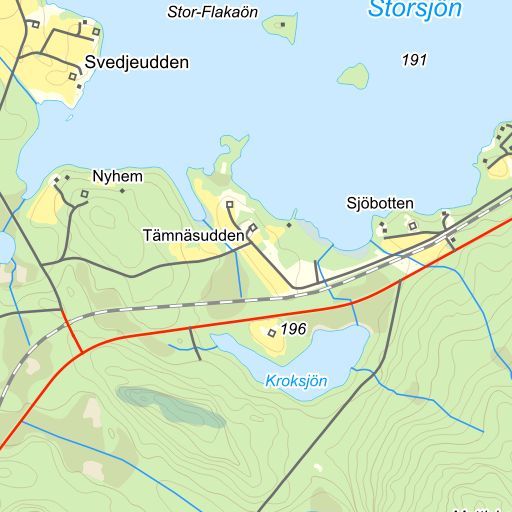 Stor-Flakaön
Storsjön
191
Svedjeudden
Nyhem
Sjöbotten
Tämnäsudden
196
Kroksjön